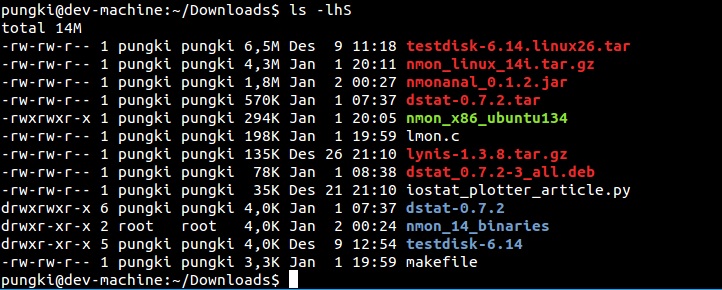 pungki@dev-machine:~/Downloads$ ls -lhS
total 14M
-rw-rw-r-- 1 pungki pungki 6,5M Des  9 11:18 testdisk-6.14.linux26.tar
-rw-rw-r-- 1 pungki pungki 4,3M Jan  1 20:11 nmon_linux_14i.tar.gz
-rw-rw-r-- 1 pungki pungki 1,8M Jan  2 00:27 nmonanal_0.1.2.jar
-rw-rw-r-- 1 pungki pungki 570K Jan  1 07:37 dstat-0.7.2.tar
-rwxrwxr-x 1 pungki pungki 294K Jan  1 20:05 nmon_x86_ubuntu134
-rw-rw-r-- 1 pungki pungki 198K Jan  1 19:59 lmon.c
-rw-rw-r-- 1 pungki pungki 135K Des 26 21:10 lynis-1.3.8.tar.gz
-rw-rw-r-- 1 pungki pungki  78K Jan  1 08:38 dstat_0.7.2-3_all.deb
-rw-rw-r-- 1 pungki pungki  35K Des 21 21:10 iostat_plotter_article.py
drwxrwxr-x 6 pungki pungki 4,0K Jan  1 07:37 dstat-0.7.2
drwxr-xr-x 2 root   root   4,0K Jan  2 00:24 nmon_14_binaries
drwxr-xr-x 5 pungki pungki 4,0K Des  9 12:54 testdisk-6.14
-rw-rw-r-- 1 pungki pungki 3,3K Jan  1 19:59 makefile
pungki@dev-machine:~/Downloads$